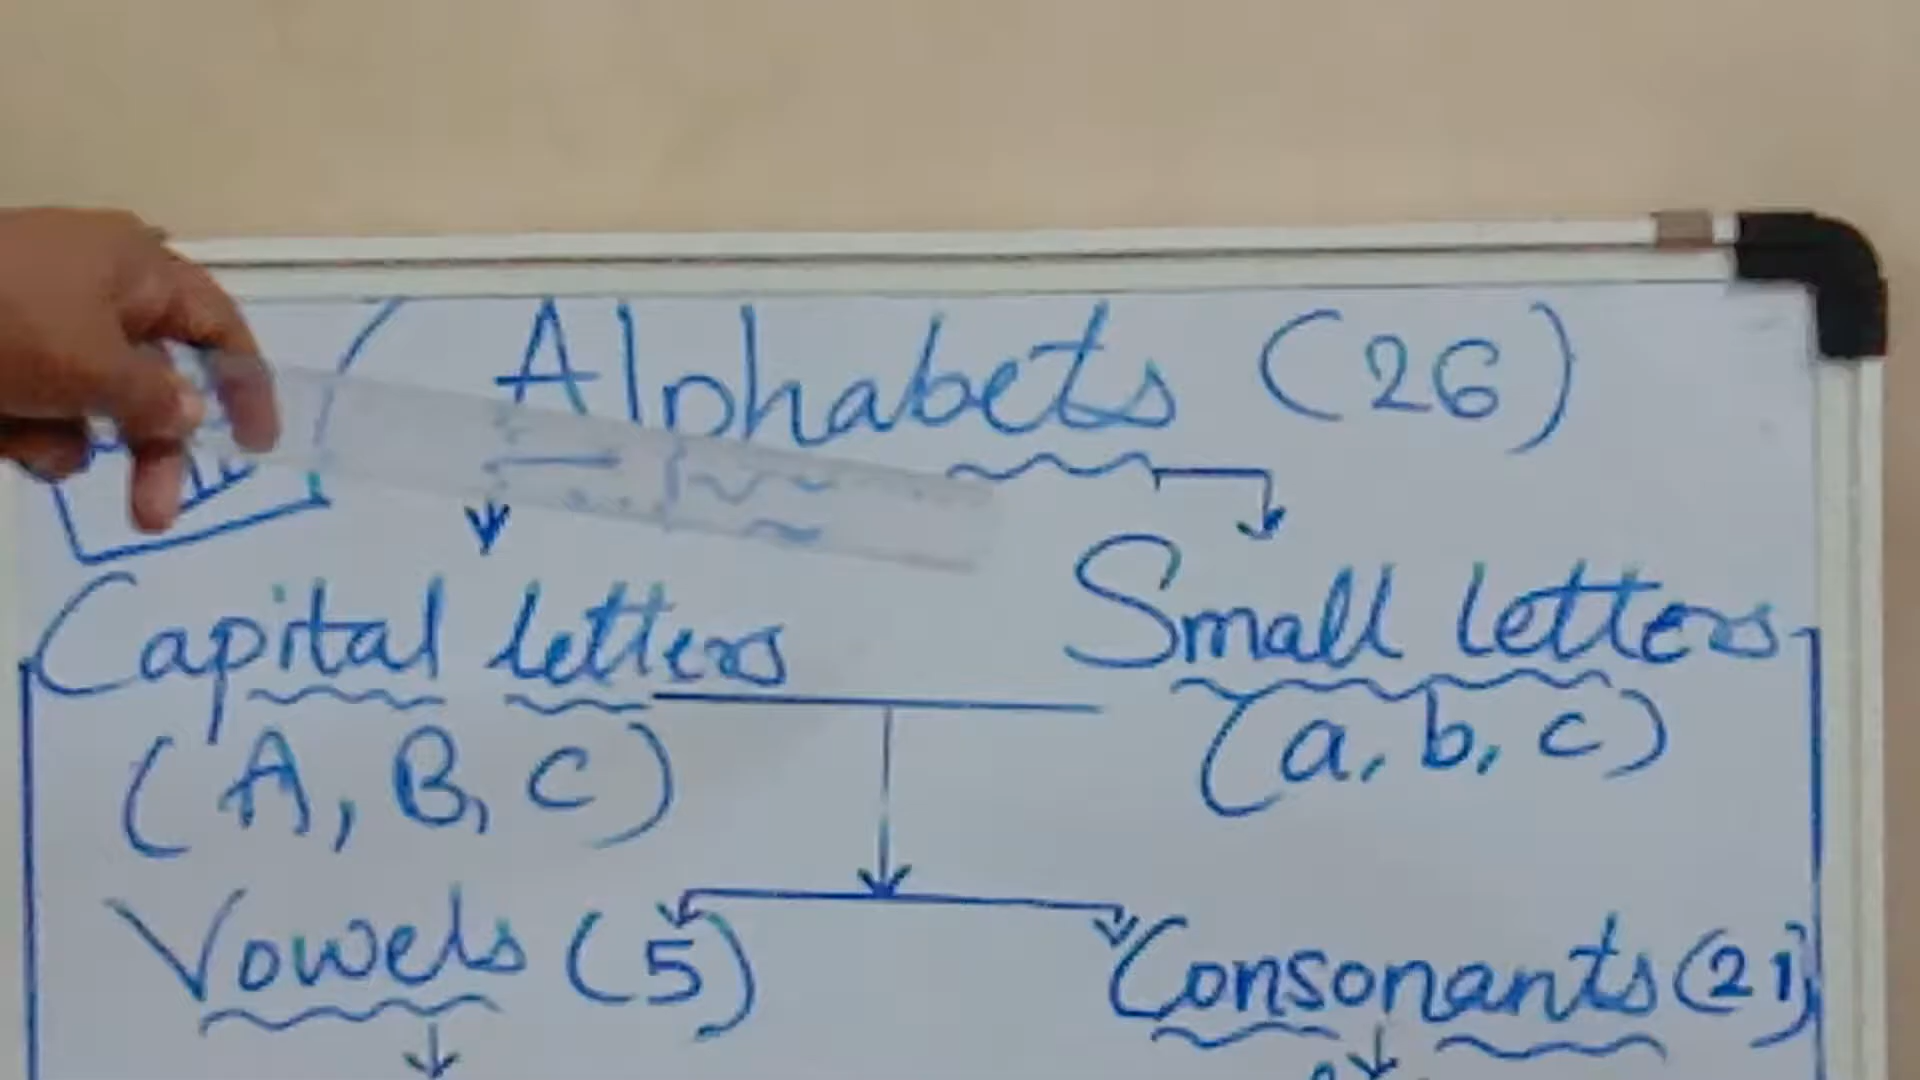 Alphabets (26)
Capital letters
Small letters
(A, B, C)
(a, b, c)
Vowels (5)
Consonants (21)